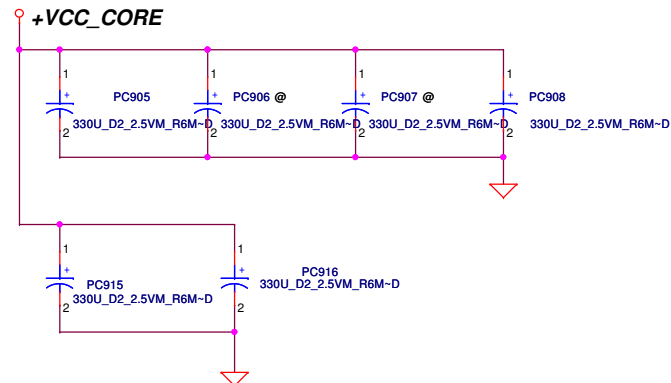 +VCC_CORE
1 1 1 1
+ + + +
PC905 PC906 @ PC907 @ PC908
330U_D2_2.5VM_R6M~D 330U_D2_2.5VM_R6M~D 330U_D2_2.5VM_R6M~D 330U_D2_2.5VM_R6M~D
2 2 2 2
1 1
+ +
PC915 PC916
330U_D2_2.5VM_R6M~D 330U_D2_2.5VM_R6M~D
2 2